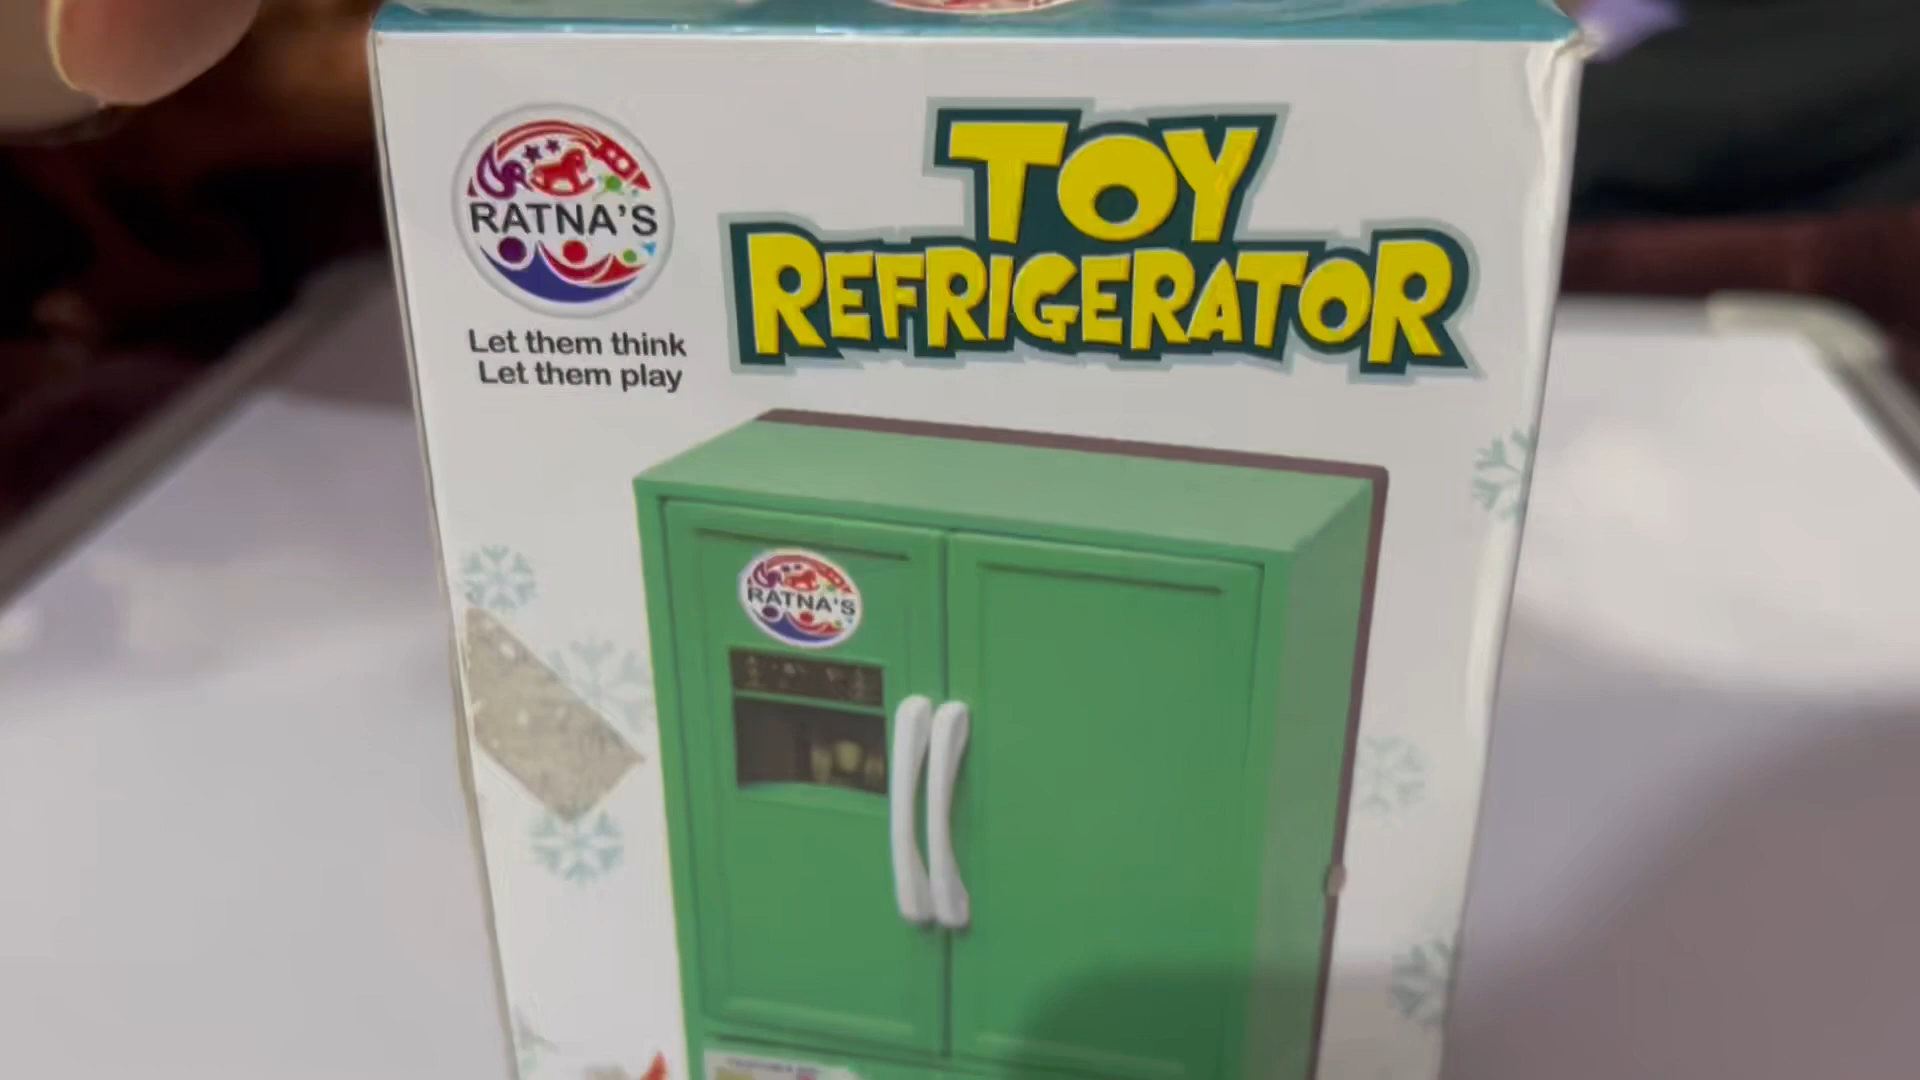 RATNA'S
Let them think
Let them play
TOY
REFRIGERATOR
RATNA'S